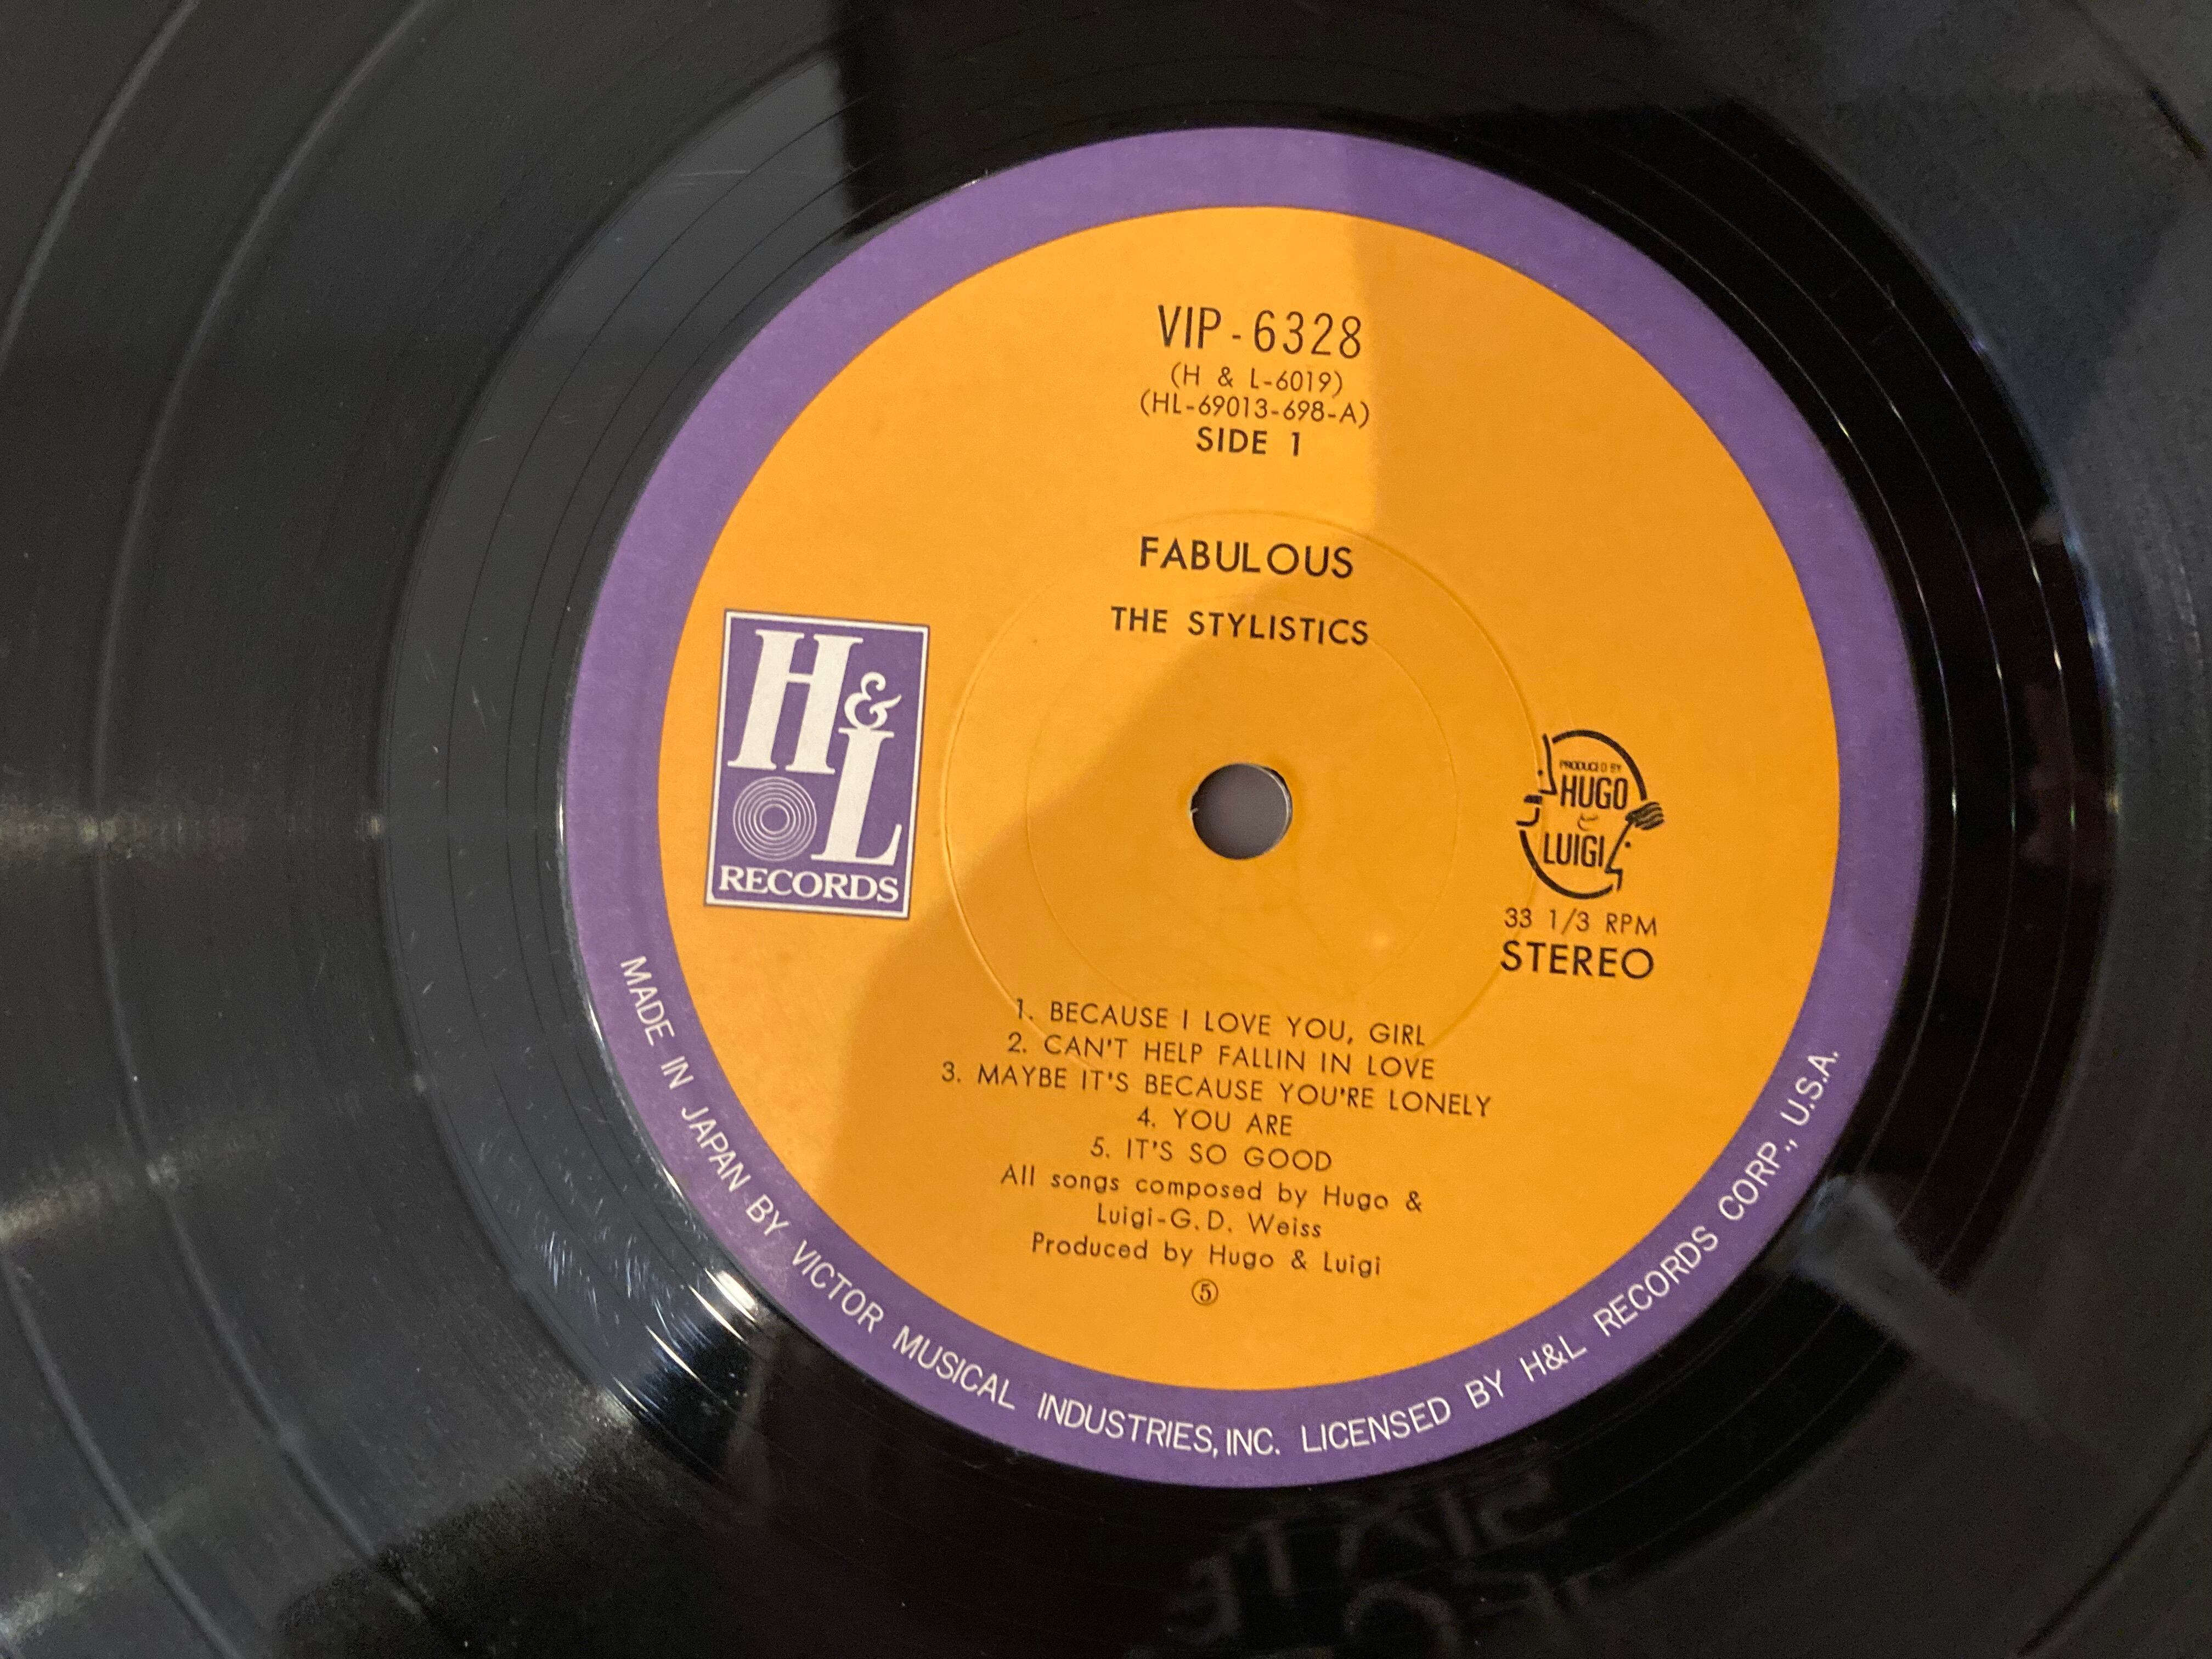 VIP-6328
(H & L-6019)
(HL-69013-698-A)
SIDE 1
FABULOUS
THE STYLISTICS
H&L
RECORDS
PRODUCED BY
HUGO
&
LUIGI
33 1/3 RPM
STEREO
1. BECAUSE I LOVE YOU, GIRL
2. CAN'T HELP FALLIN IN LOVE
3. MAYBE IT'S BECAUSE YOU'RE LONELY
4. YOU ARE
5. IT'S SO GOOD
All songs composed by Hugo &
Luigi-G.D. Weiss
Produced by Hugo & Luigi
⑤
MADE IN JAPAN BY VICTOR MUSICAL INDUSTRIES, INC. LICENSED BY H&L RECORDS CORP., U.S.A.